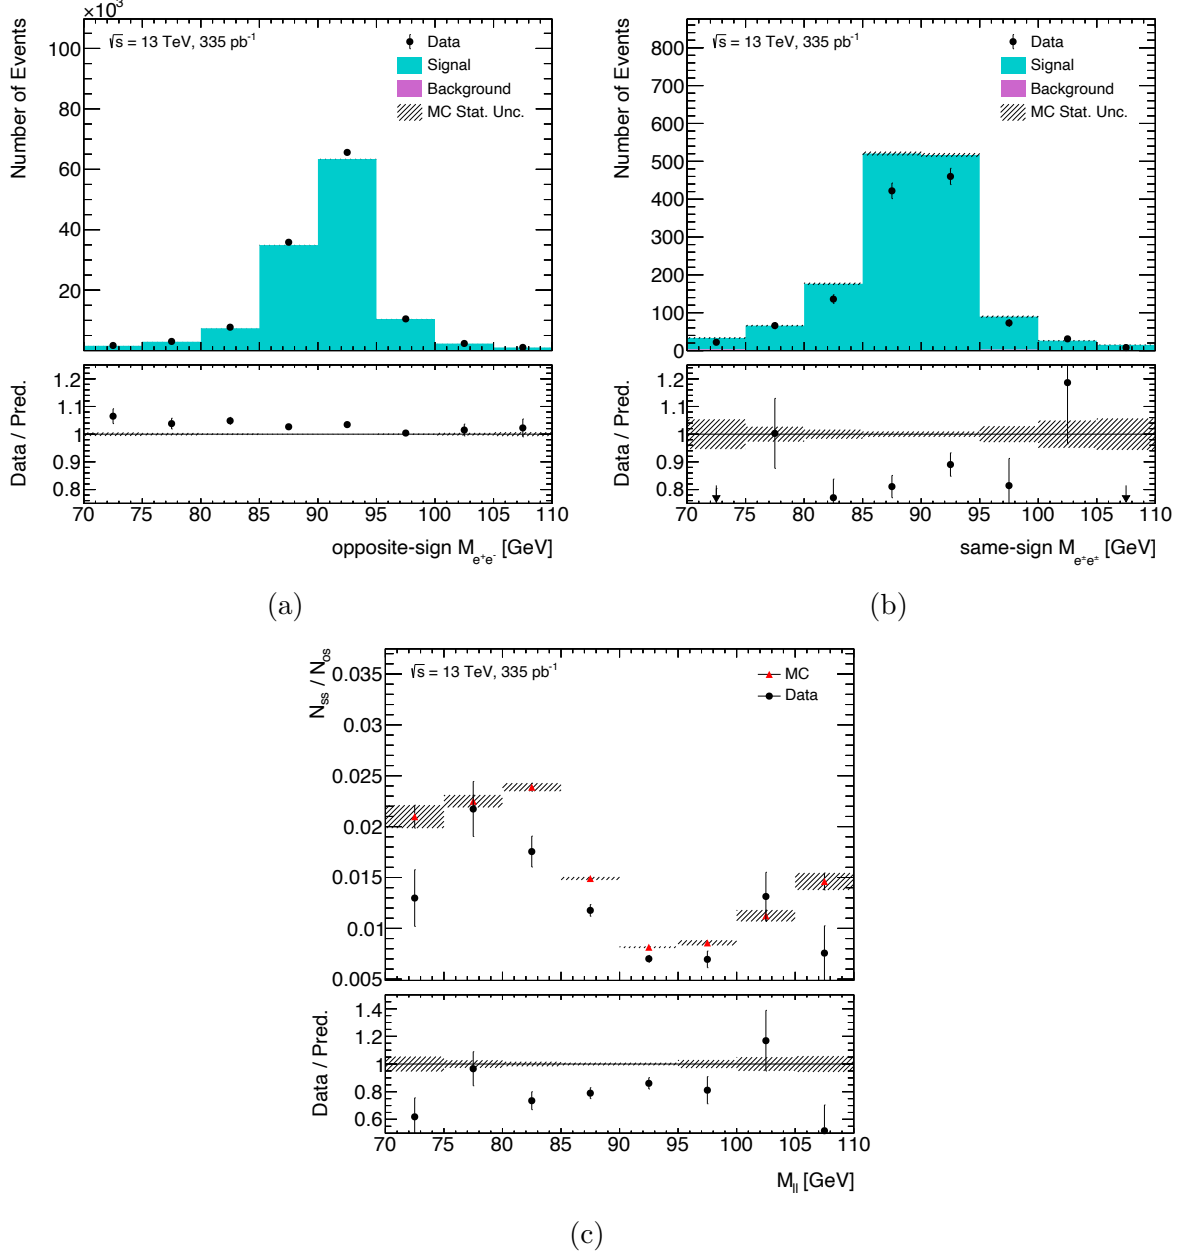 ×10³
Number of Events
√s = 13 TeV, 335 pb⁻¹
Data
Signal
Background
MC Stat. Unc.
100
80
60
40
20
Data / Pred.
1.2
1.1
1
0.9
0.8
70 75 80 85 90 95 100 105 110
opposite-sign M e⁺e⁻ [GeV]
(a)
Number of Events
√s = 13 TeV, 335 pb⁻¹
Data
Signal
Background
MC Stat. Unc.
800
700
600
500
400
300
200
100
0
Data / Pred.
1.2
1.1
1
0.9
0.8
70 75 80 85 90 95 100 105 110
same-sign M e±e± [GeV]
(b)
N ss / N os
√s = 13 TeV, 335 pb⁻¹
MC
Data
0.035
0.03
0.025
0.02
0.015
0.01
0.005
Data / Pred.
1.4
1.2
1
0.8
0.6
70 75 80 85 90 95 100 105 110
M ll [GeV]
(c)